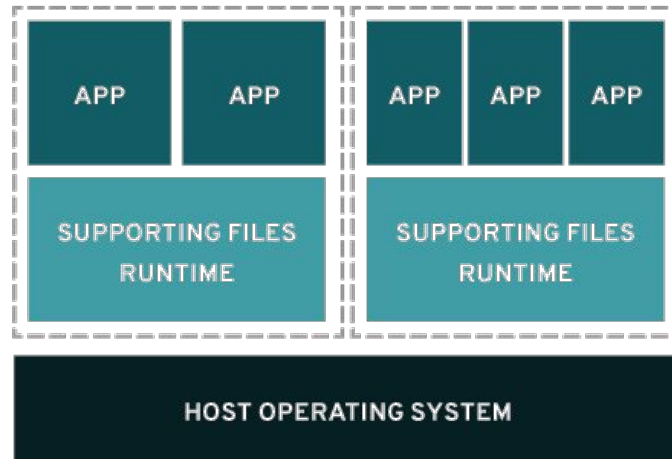 APP
APP
APP
APP
APP
SUPPORTING FILES
RUNTIME
SUPPORTING FILES
RUNTIME
HOST OPERATING SYSTEM